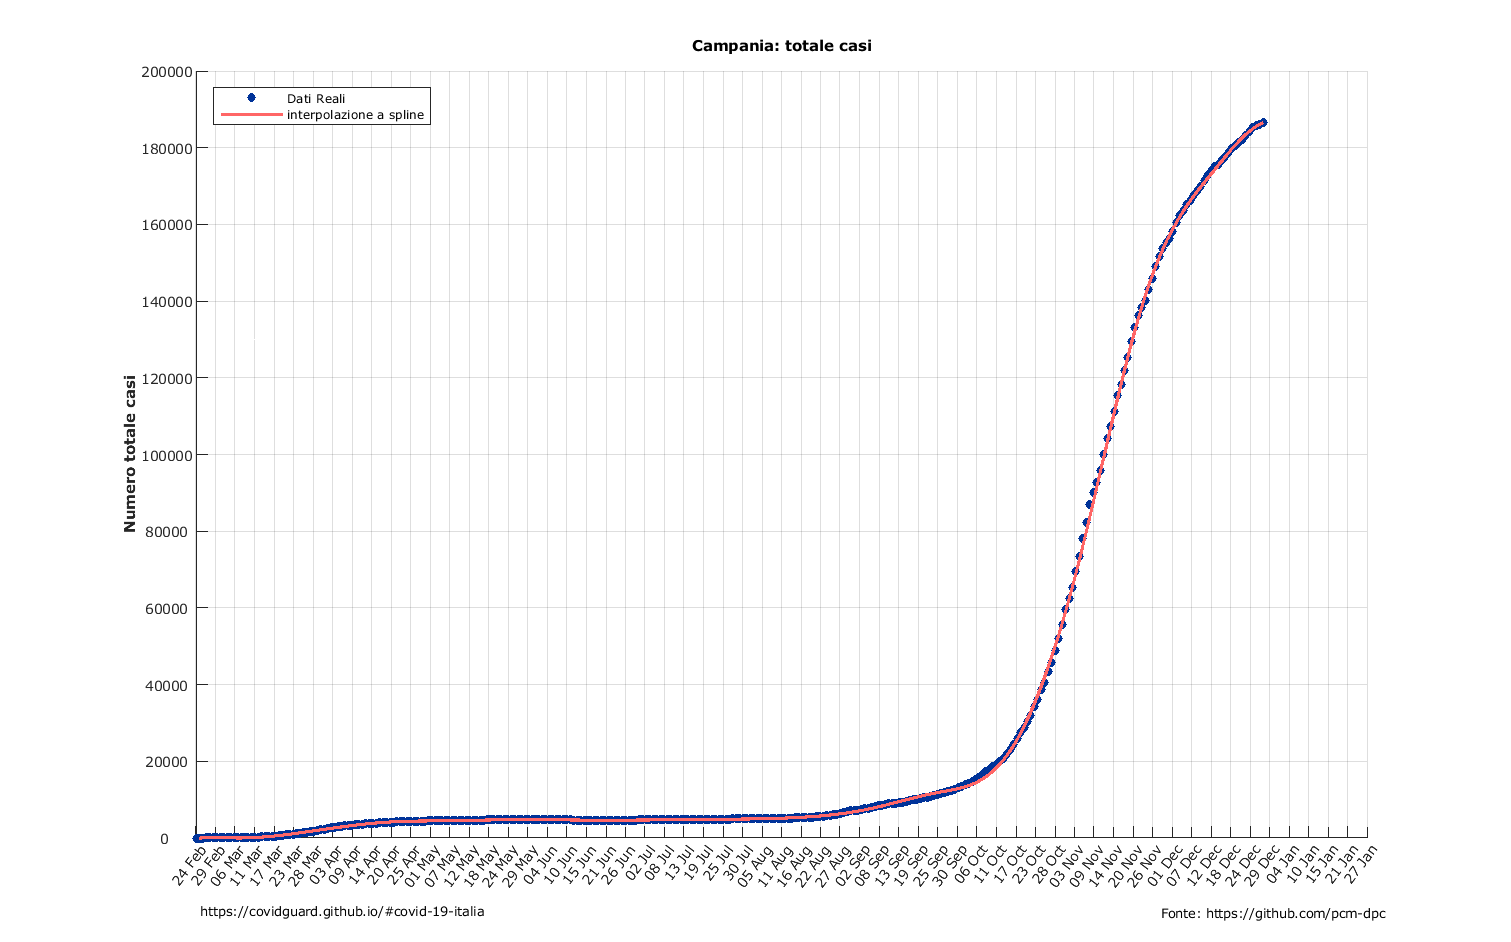 Campania: totale casi
Dati Reali
interpolazione a spline
Numero totale casi
200000
180000
160000
140000
120000
100000
80000
60000
40000
20000
0
24 Feb
29 Feb
06 Mar
11 Mar
17 Mar
23 Mar
28 Mar
03 Apr
09 Apr
14 Apr
20 Apr
25 Apr
01 May
07 May
12 May
18 May
24 May
29 May
04 Jun
10 Jun
15 Jun
21 Jun
26 Jun
02 Jul
08 Jul
13 Jul
19 Jul
25 Jul
30 Jul
05 Aug
11 Aug
16 Aug
22 Aug
27 Aug
02 Sep
08 Sep
13 Sep
19 Sep
25 Sep
30 Sep
06 Oct
11 Oct
17 Oct
23 Oct
28 Oct
03 Nov
09 Nov
14 Nov
20 Nov
26 Nov
01 Dec
07 Dec
12 Dec
18 Dec
24 Dec
29 Dec
04 Jan
10 Jan
15 Jan
21 Jan
27 Jan
https://covidguard.github.io/#covid-19-italia
Fonte: https://github.com/pcm-dpc